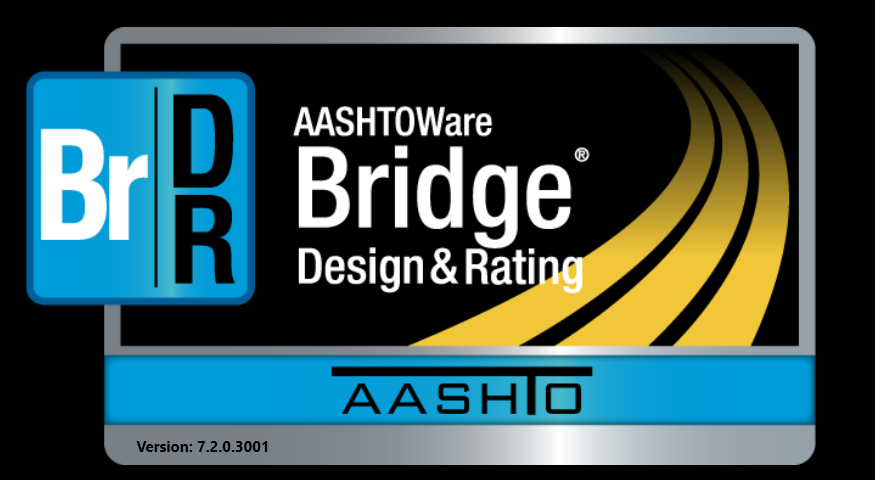 Br
D
R
AASHTOWare
Bridge®
Design & Rating
AASHTO
Version: 7.2.0.3001